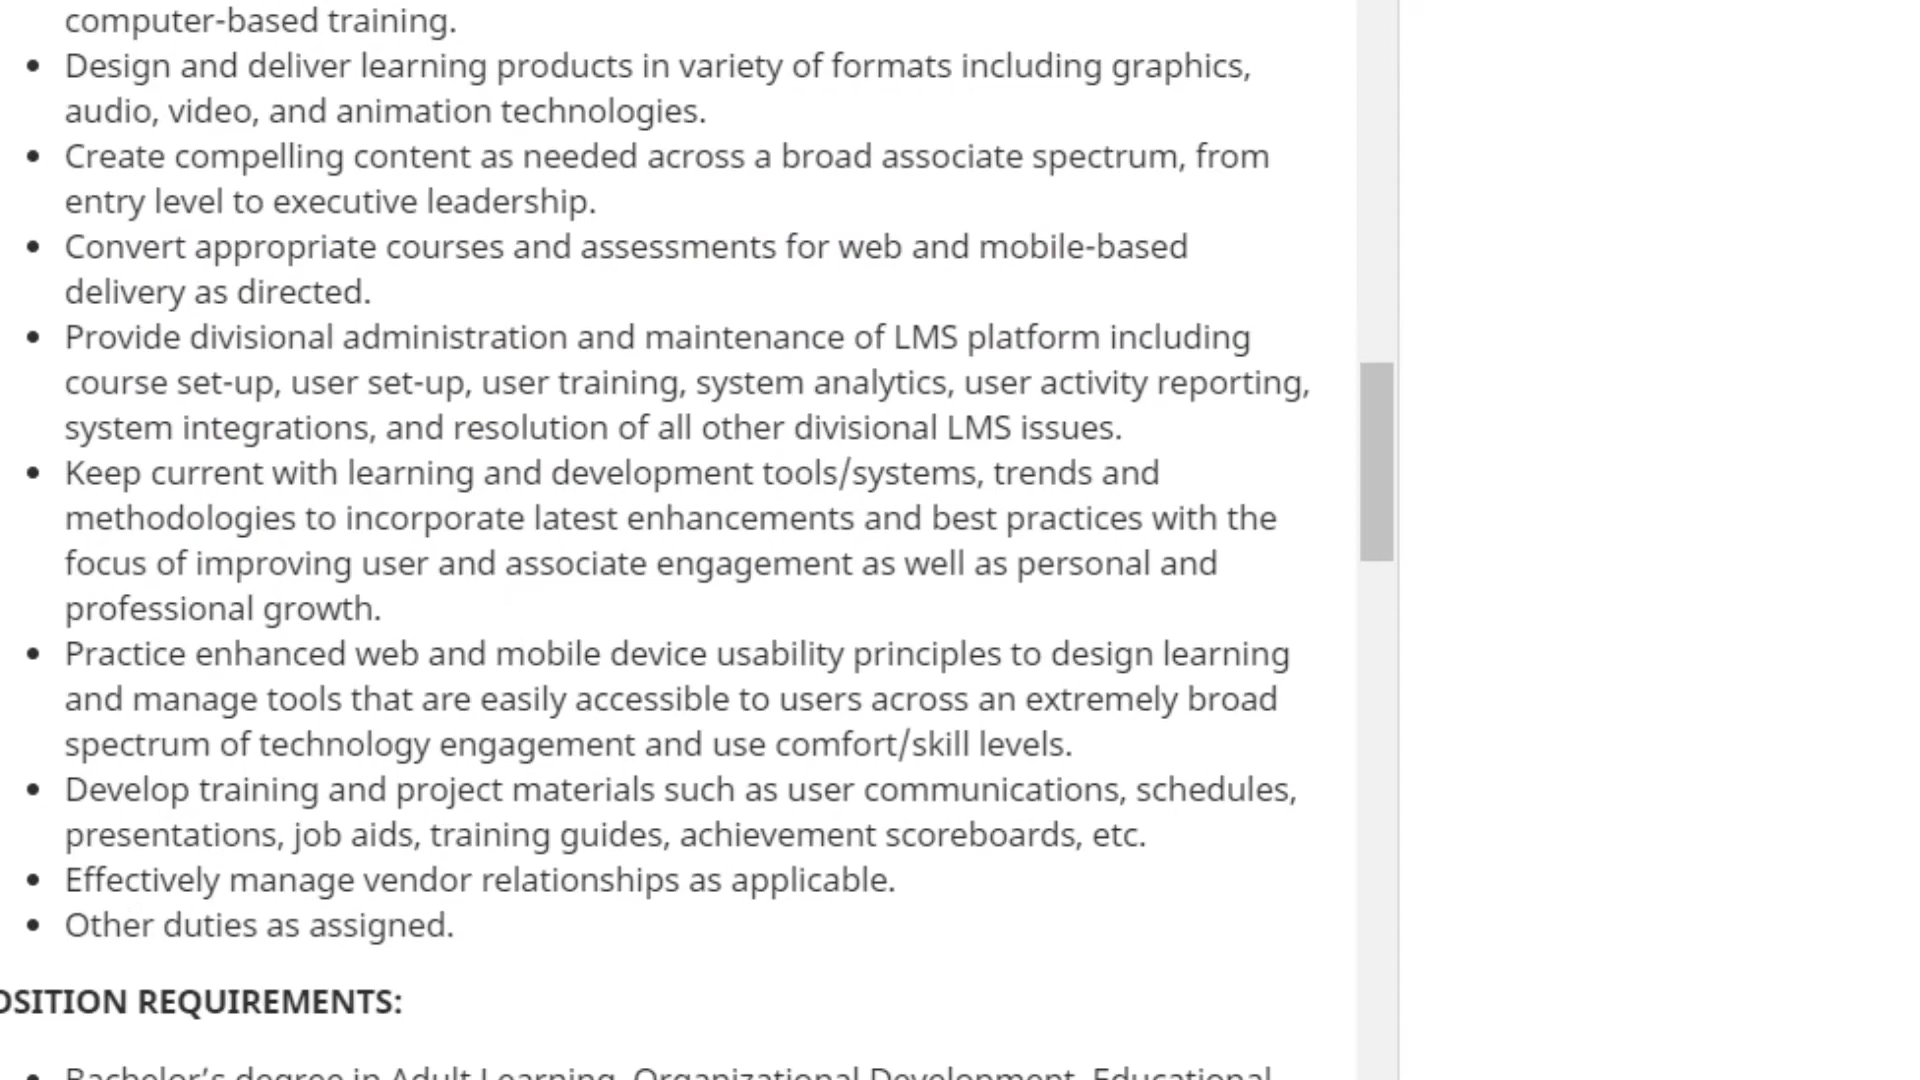 computer-based training.
• Design and deliver learning products in variety of formats including graphics,
audio, video, and animation technologies.
• Create compelling content as needed across a broad associate spectrum, from
entry level to executive leadership.
• Convert appropriate courses and assessments for web and mobile-based
delivery as directed.
• Provide divisional administration and maintenance of LMS platform including
course set-up, user set-up, user training, system analytics, user activity reporting,
system integrations, and resolution of all other divisional LMS issues.
• Keep current with learning and development tools/systems, trends and
methodologies to incorporate latest enhancements and best practices with the
focus of improving user and associate engagement as well as personal and
professional growth.
• Practice enhanced web and mobile device usability principles to design learning
and manage tools that are easily accessible to users across an extremely broad
spectrum of technology engagement and use comfort/skill levels.
• Develop training and project materials such as user communications, schedules,
presentations, job aids, training guides, achievement scoreboards, etc.
• Effectively manage vendor relationships as applicable.
• Other duties as assigned.
OSITION REQUIREMENTS:
• Bachelor's degree in Adult Learning, Organizational Development, Educational